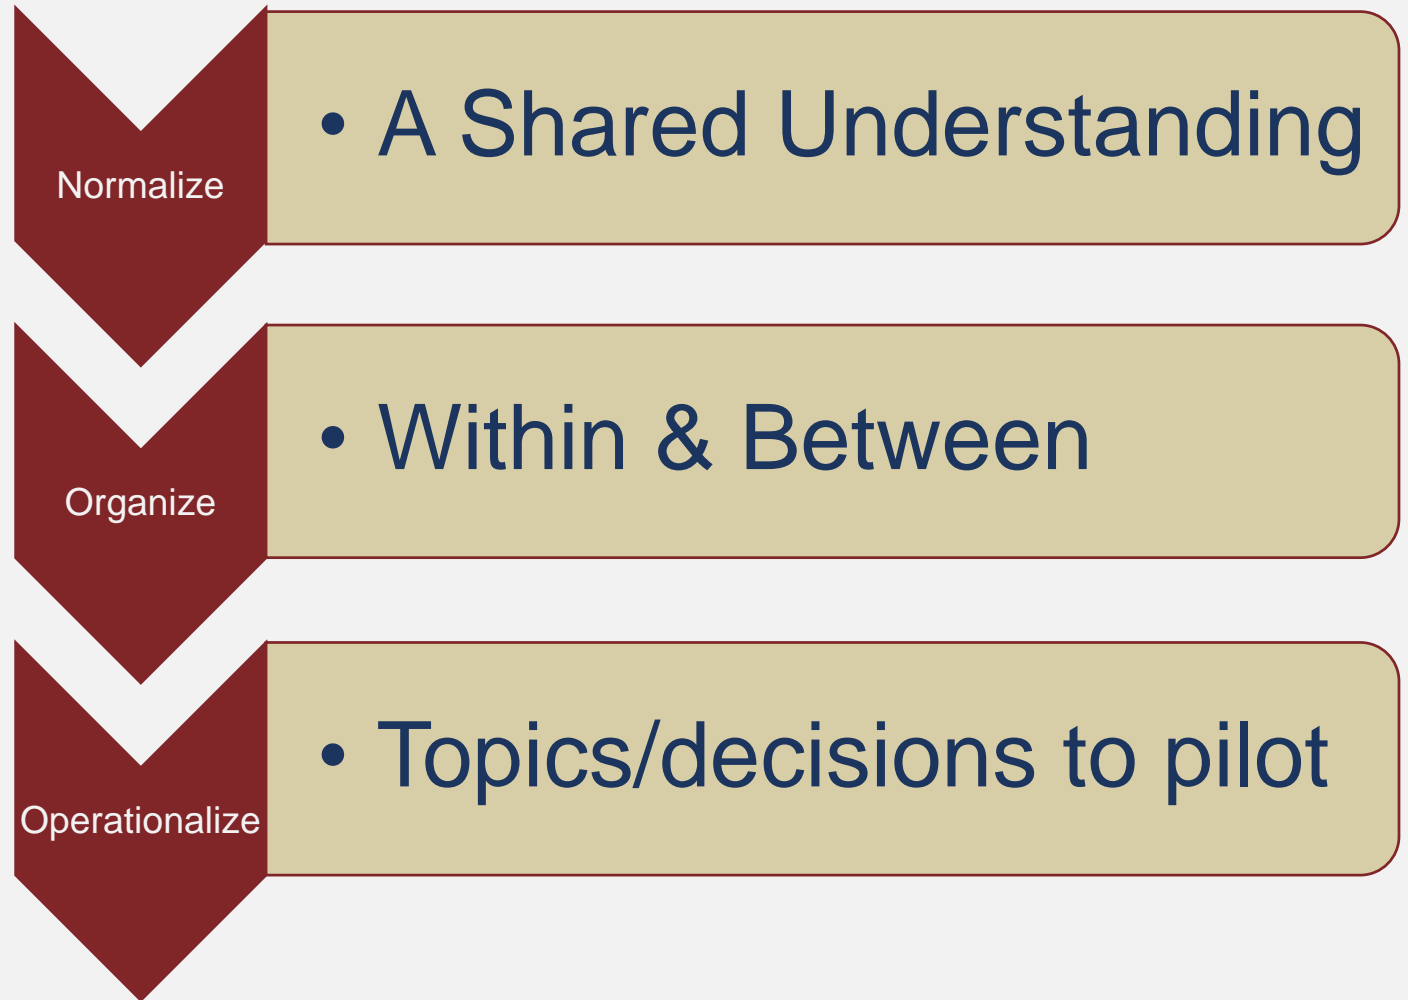 Normalize
• A Shared Understanding
Organize
• Within & Between
Operationalize
• Topics/decisions to pilot